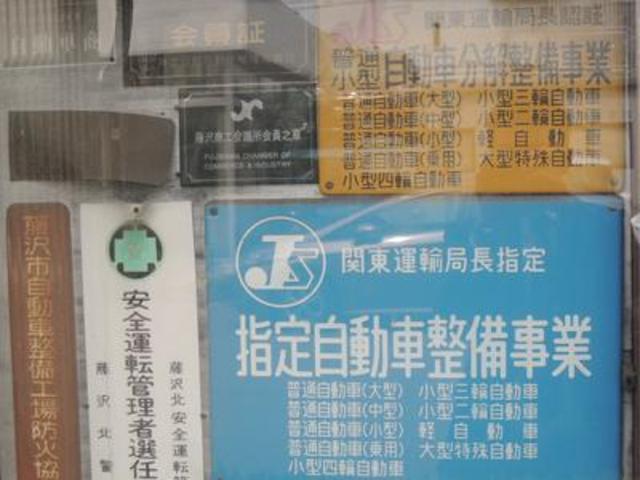 会員証
関東運輸局長認証
普通
小型
自動車分解整備事業
普通自動車(大型) 小型三輪自動車
普通自動車(中型) 小型二輪自動車
普通自動車(小型) 軽自動車
普通自動車(乗用) 大型特殊自動車
小型四輪自動車
藤沢商工会議所会員之章
FUJISAWA CHAMBER OF
COMMERCE & INDUSTRY
藤沢市自動車整備工場防火協
安全運転管理者選任
藤沢北安全運転
藤沢北警
JS
関東運輸局長指定
指定自動車整備事業
普通自動車(大型) 小型三輪自動車
普通自動車(中型) 小型二輪自動車
普通自動車(小型) 軽自動車
普通自動車(乗用) 大型特殊自動車
小型四輪自動車